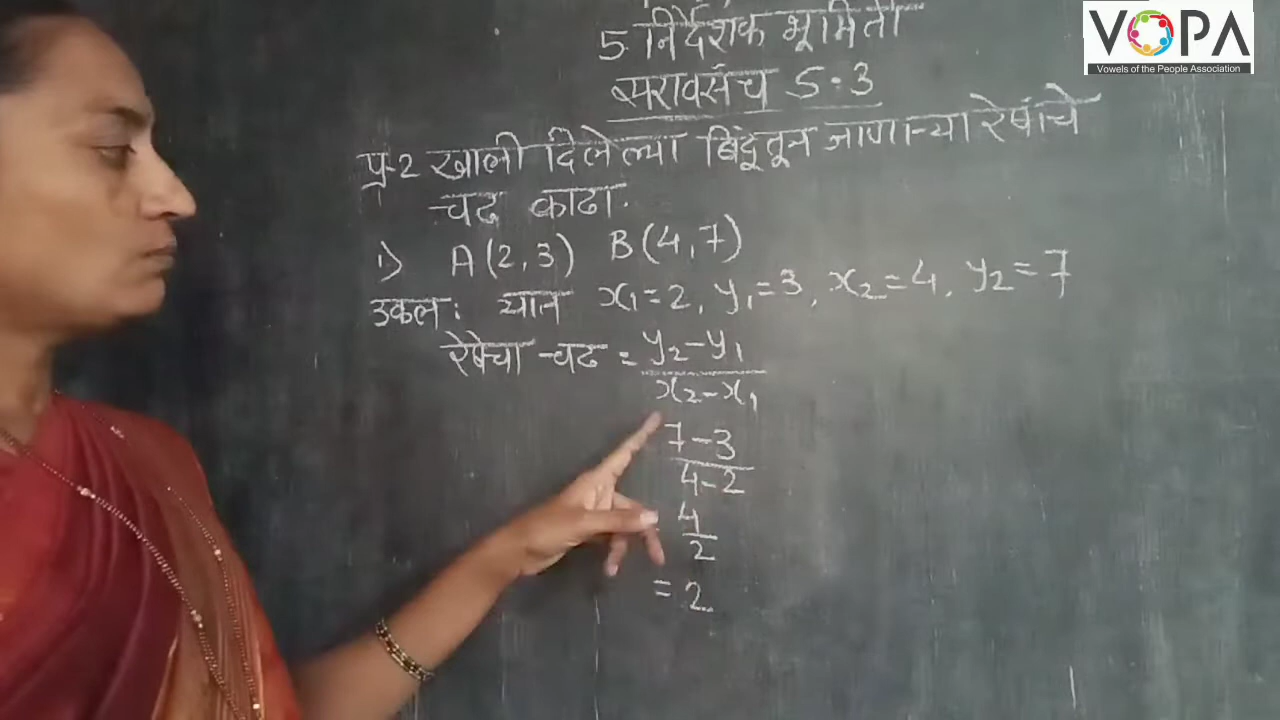 VOPA
Vowels of the People Association
5. निर्देशक भूमिती
सरावसंच 5.3
प्र-2 खाली दिलेल्या बिंदूतून जाणाऱ्या रेषांचे
चढ काढा.
1) A(2,3) B(4,7)
उकल: यात x₁=2, y₁=3, x₂=4, y₂=7
रेषेचा चढ = y₂-y₁
x₂-x₁
7-3
4-2
4
2
= 2